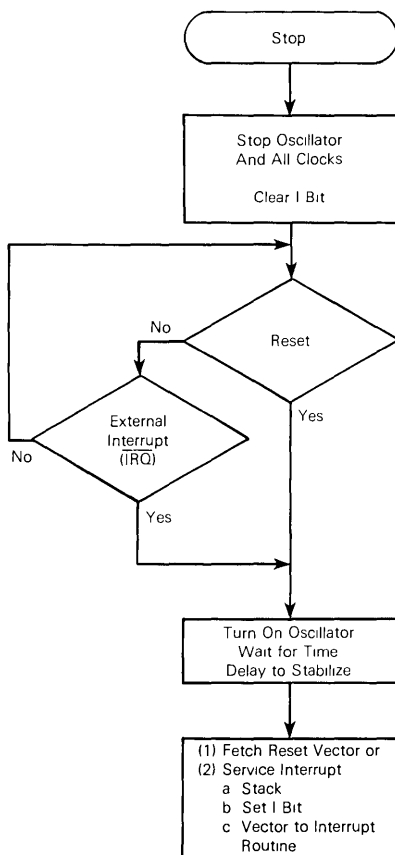 Stop
Stop Oscillator
And All Clocks
Clear I Bit
No
Reset
Yes
External
Interrupt
(I̅R̅Q̅)
No
Yes
Turn On Oscillator
Wait for Time
Delay to Stabilize
(1) Fetch Reset Vector or
(2) Service Interrupt
a Stack
b Set I Bit
c Vector to Interrupt
Routine